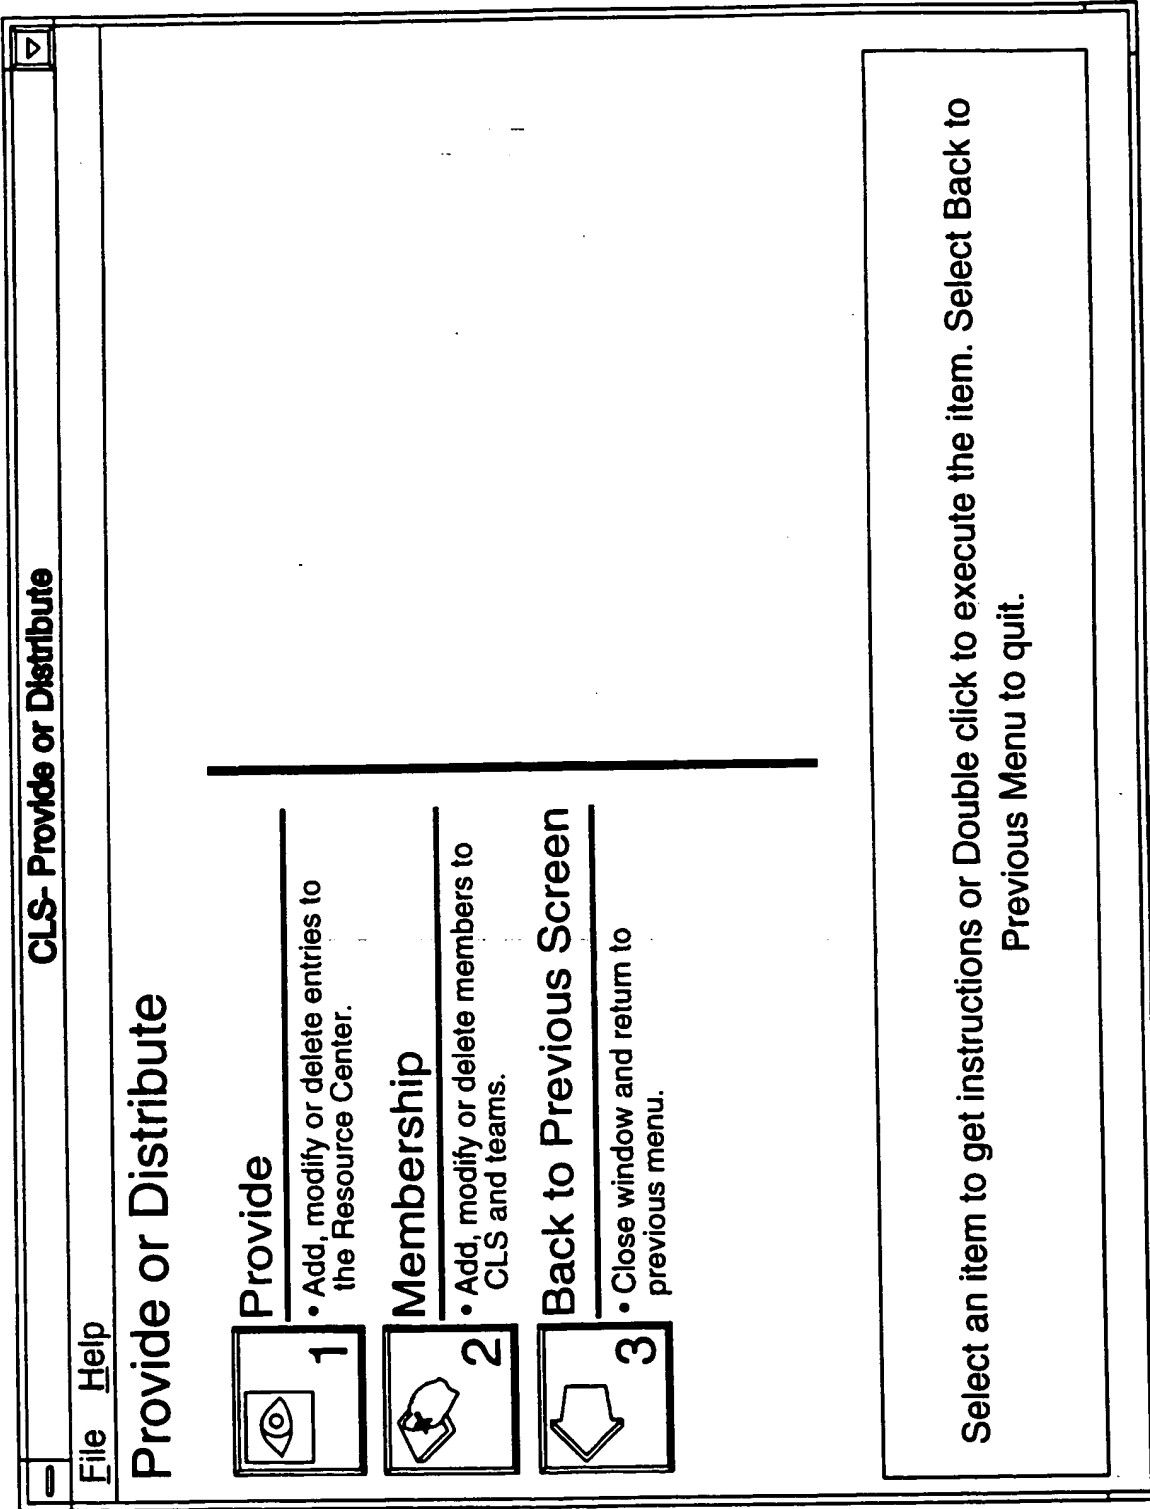 CLS- Provide or Distribute
File Help
Provide or Distribute
1
Provide
• Add, modify or delete entries to
the Resource Center.
2
Membership
• Add, modify or delete members to
CLS and teams.
3
Back to Previous Screen
• Close window and return to
previous menu.
Select an item to get instructions or Double click to execute the item. Select Back to
Previous Menu to quit.